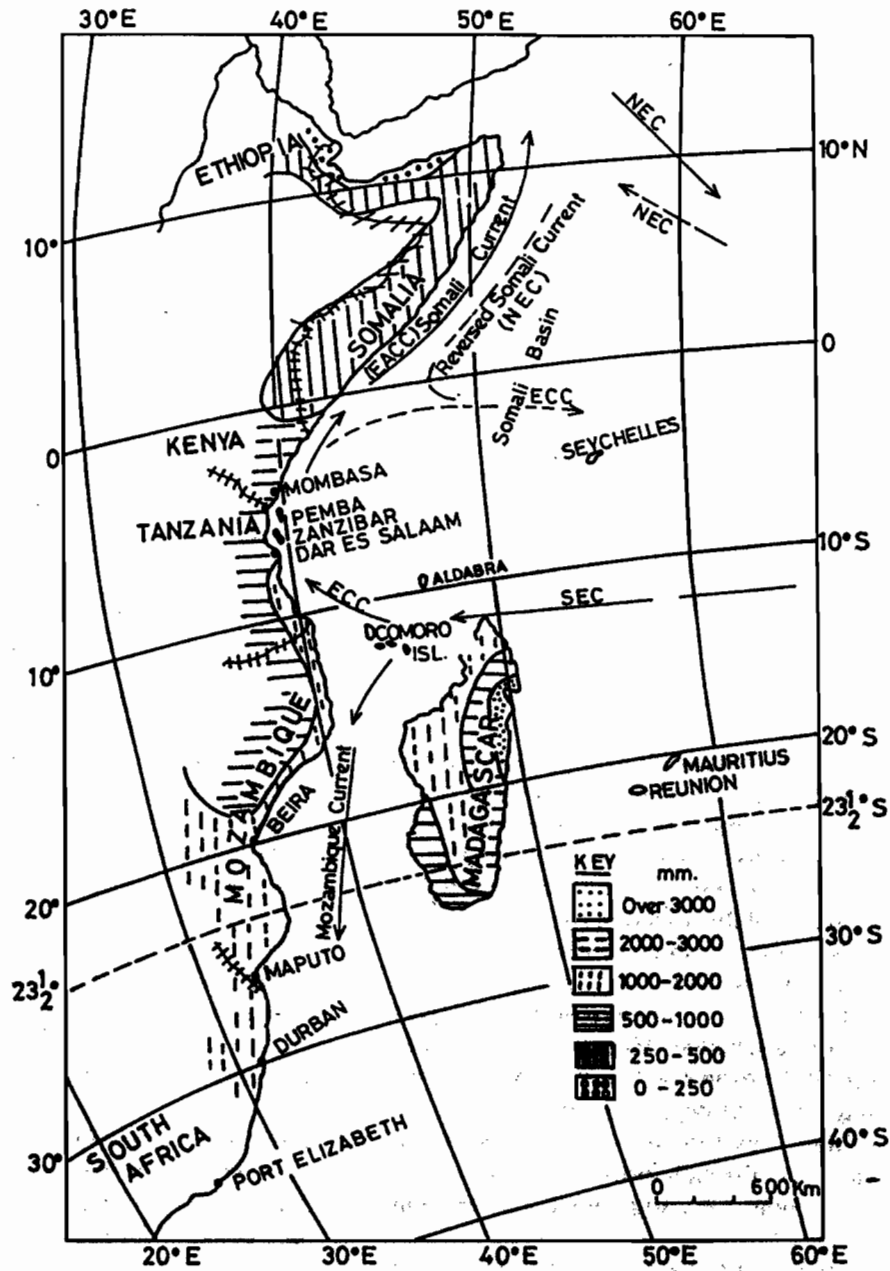 30°E 40°E 50°E 60°E
NEC
ETHIOPIA
10°N
NEC
10°
SOMALIA
(EACC) Somali Current
Reversed Somali Current
(NEC)
Somali Basin
0
ECC
KENYA
SEYCHELLES
0
MOMBASA
TANZANIA
PEMBA
ZANZIBAR
DAR ES SALAAM
10°S
ALDABRA
ECC
SEC
COMORO
ISL.
10°
MOZAMBIQUE
20°S
MADAGASCAR
MAURITIUS
REUNION
BEIRA
23½°S
Mozambique Current
KEY
mm.
Over 3000
20°
2000-3000
30°S
MAPUTO
1000-2000
23½°
500-1000
DURBAN
250-500
0-250
SOUTH
AFRICA
40°S
30°
PORT ELIZABETH
0 600 Km
20°E 30°E 40°E 50°E 60°E